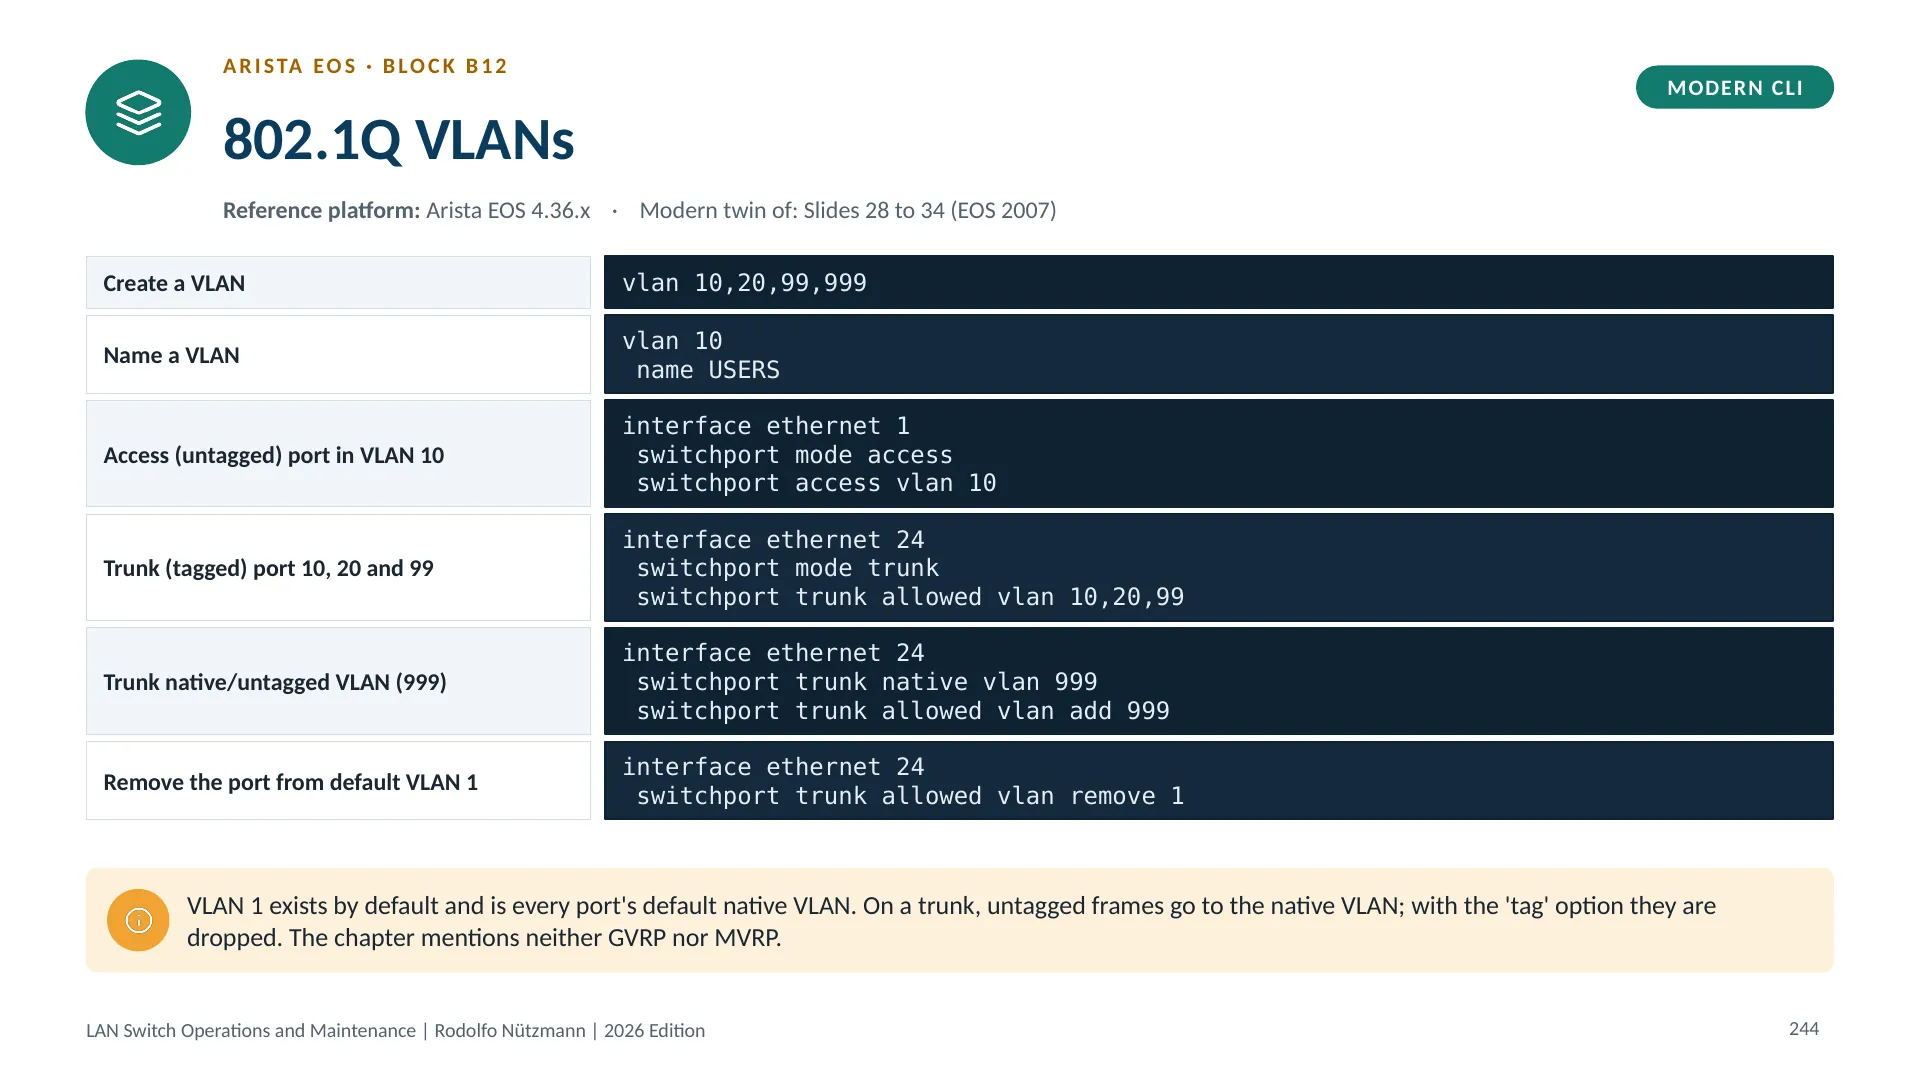 ARISTA EOS · BLOCK B12
MODERN CLI
802.1Q VLANs
Reference platform: Arista EOS 4.36.x · Modern twin of: Slides 28 to 34 (EOS 2007)
Create a VLAN
vlan 10,20,99,999
Name a VLAN
vlan 10
 name USERS
Access (untagged) port in VLAN 10
interface ethernet 1
 switchport mode access
 switchport access vlan 10
Trunk (tagged) port 10, 20 and 99
interface ethernet 24
 switchport mode trunk
 switchport trunk allowed vlan 10,20,99
Trunk native/untagged VLAN (999)
interface ethernet 24
 switchport trunk native vlan 999
 switchport trunk allowed vlan add 999
Remove the port from default VLAN 1
interface ethernet 24
 switchport trunk allowed vlan remove 1
VLAN 1 exists by default and is every port's default native VLAN. On a trunk, untagged frames go to the native VLAN; with the 'tag' option they are
dropped. The chapter mentions neither GVRP nor MVRP.
LAN Switch Operations and Maintenance | Rodolfo Nützmann | 2026 Edition
244